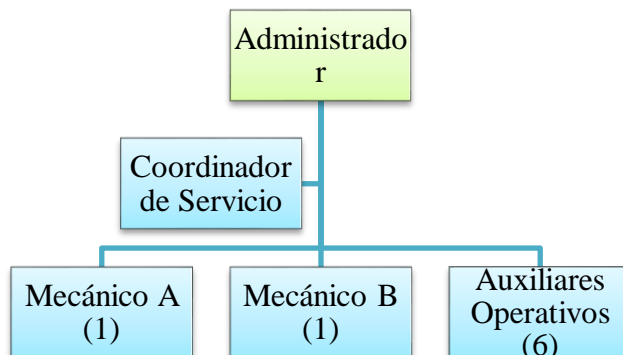 Administrado
r
Coordinador
de Servicio
Mecánico A
(1)
Mecánico B
(1)
Auxiliares
Operativos
(6)